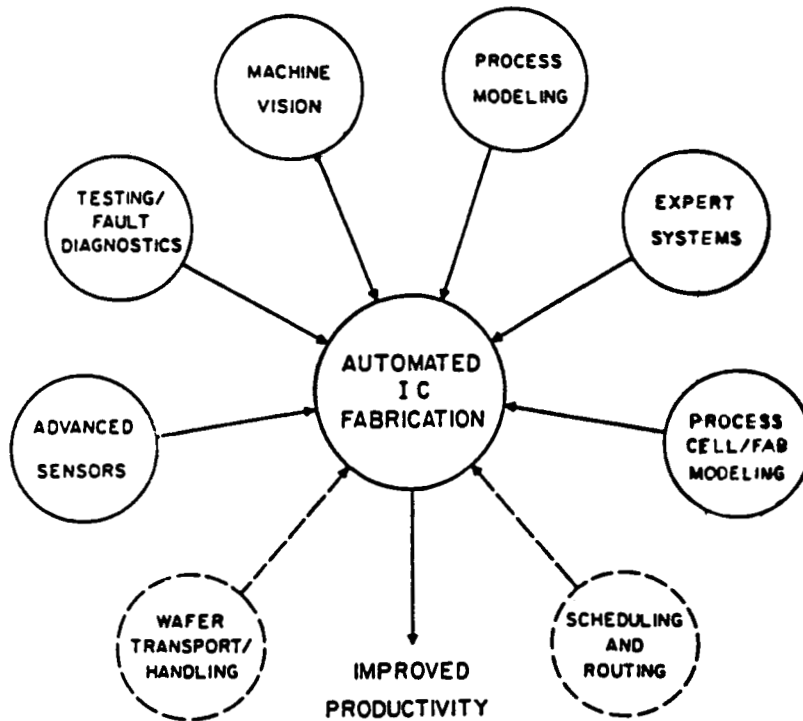 MACHINE
VISION
PROCESS
MODELING
TESTING/
FAULT
DIAGNOSTICS
EXPERT
SYSTEMS
AUTOMATED
I C
FABRICATION
ADVANCED
SENSORS
PROCESS
CELL/FAB
MODELING
WAFER
TRANSPORT/
HANDLING
SCHEDULING
AND
ROUTING
IMPROVED
PRODUCTIVITY